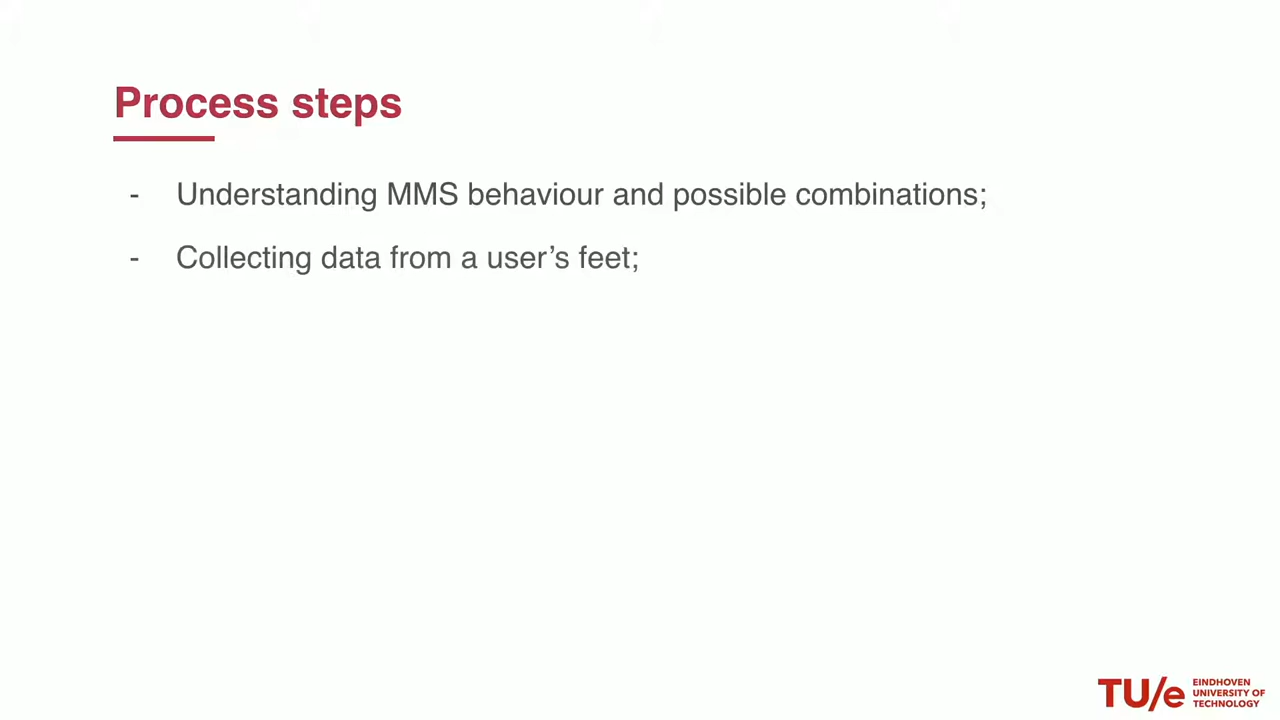 Process steps
- Understanding MMS behaviour and possible combinations;
- Collecting data from a user’s feet;
TU/e EINDHOVEN
UNIVERSITY OF
TECHNOLOGY